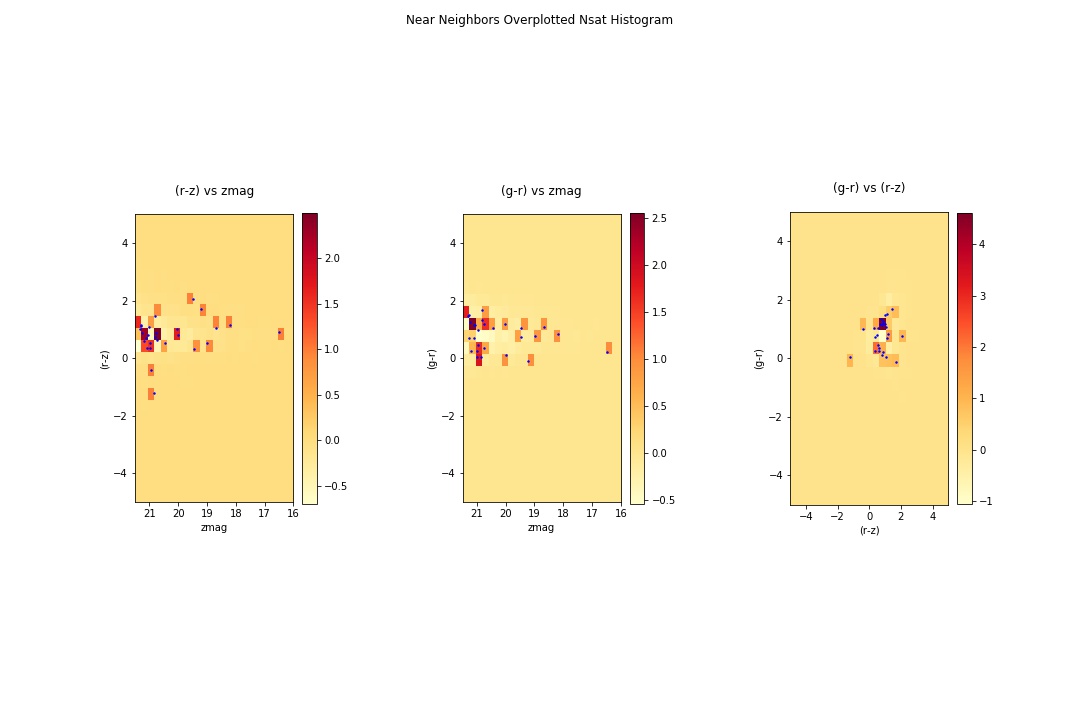 Near Neighbors Overplotted Nsat Histogram
(r-z) vs zmag
4
2
0
−2
−4
(r-z)
21 20 19 18 17 16
zmag
2.0
1.5
1.0
0.5
0.0
−0.5
(g-r) vs zmag
4
2
0
−2
−4
(g-r)
21 20 19 18 17 16
zmag
2.5
2.0
1.5
1.0
0.5
0.0
−0.5
(g-r) vs (r-z)
4
2
0
−2
−4
(g-r)
−4 −2 0 2 4
(r-z)
4
3
2
1
0
−1